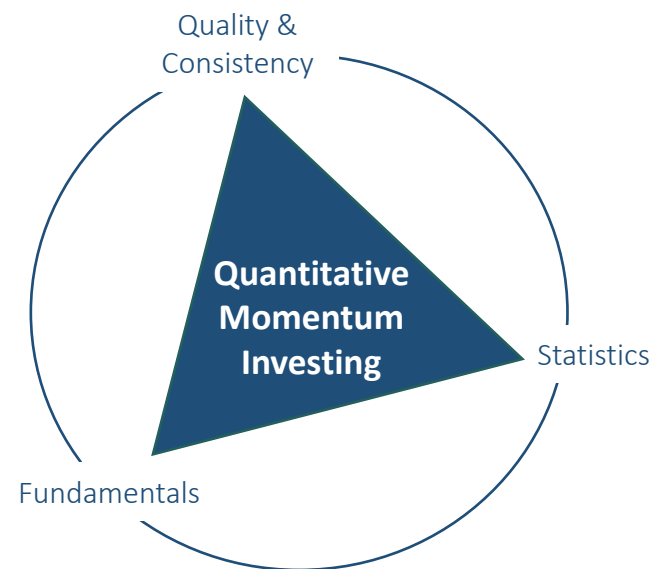 Quality &
Consistency
Quantitative
Momentum
Investing
Statistics
Fundamentals